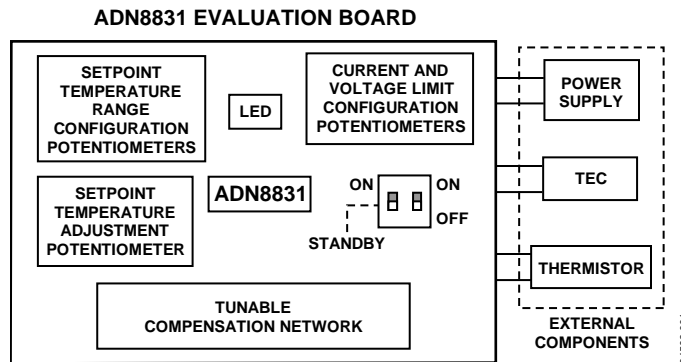 ADN8831 EVALUATION BOARD
SETPOINT
TEMPERATURE
RANGE
CONFIGURATION
POTENTIOMETERS
LED
CURRENT AND
VOLTAGE LIMIT
CONFIGURATION
POTENTIOMETERS
POWER
SUPPLY
SETPOINT
TEMPERATURE
ADJUSTMENT
POTENTIOMETER
ADN8831
ON
ON
OFF
STANDBY
TEC
THERMISTOR
TUNABLE
COMPENSATION NETWORK
EXTERNAL
COMPONENTS